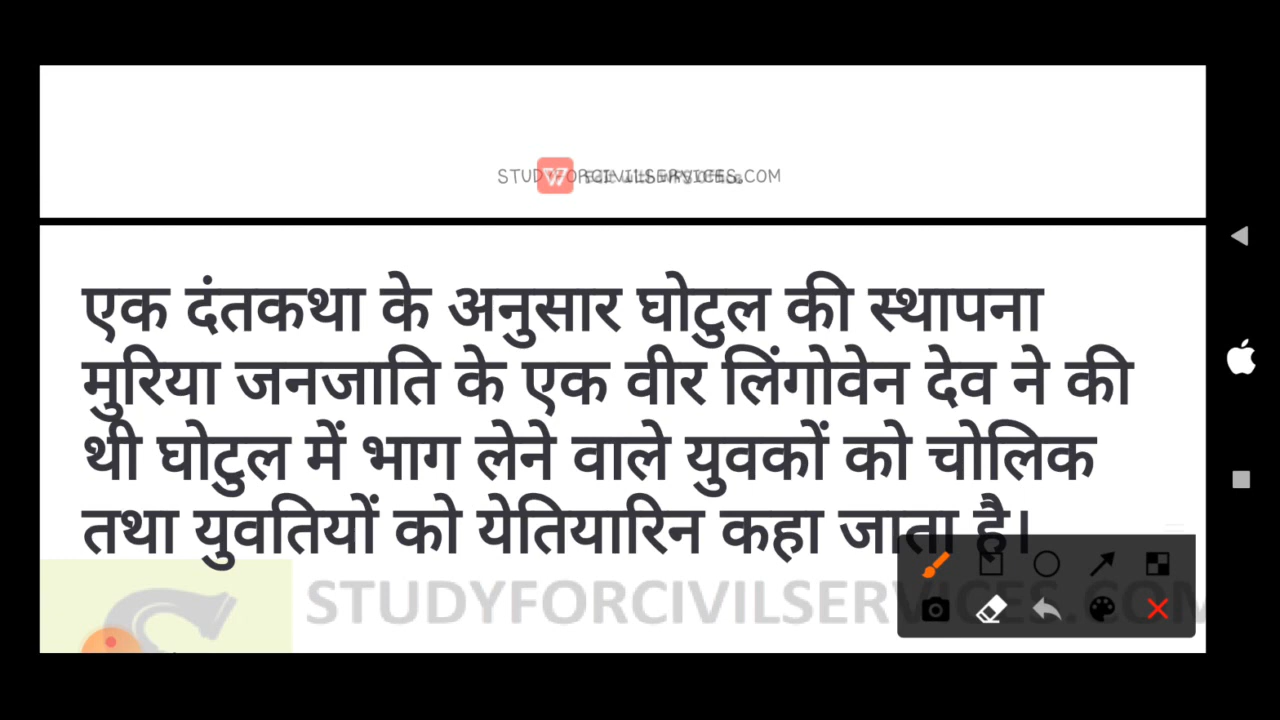 STUDYFORCIVILSERVICES.COM
एक दंतकथा के अनुसार घोटुल की स्थापना
मुरिया जनजाति के एक वीर लिंगोवेन देव ने की
थी घोटुल में भाग लेने वाले युवकों को चोलिक
तथा युवतियों को येतियारिन कहा जाता है।
STUDYFORCIVILSERVICES.COM